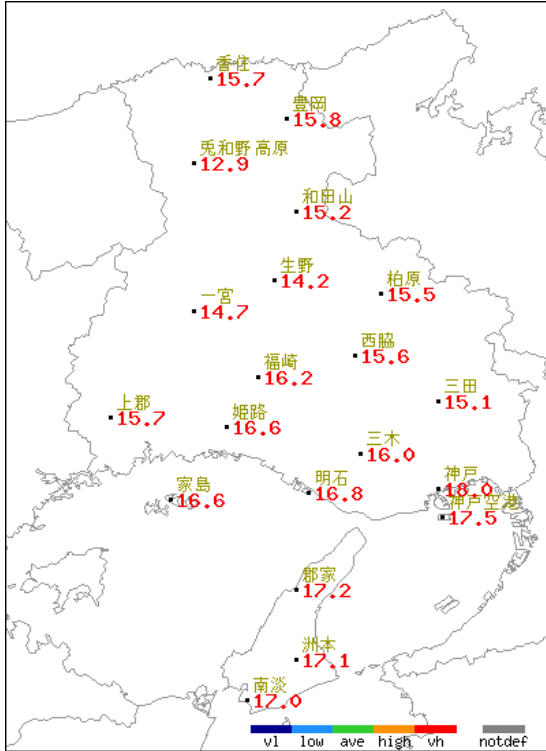 香住
15.7
豊岡
15.8
兎和野高原
12.9
和田山
15.2
生野
14.2
柏原
15.5
一宮
14.7
西脇
15.6
福崎
16.2
三田
15.1
上郡
15.7
姫路
16.6
三木
16.0
家島
16.6
明石
16.8
神戸
18.0
神戸空港
17.5
郡家
17.2
洲本
17.1
南淡
17.0
vl low ave high vh notdef